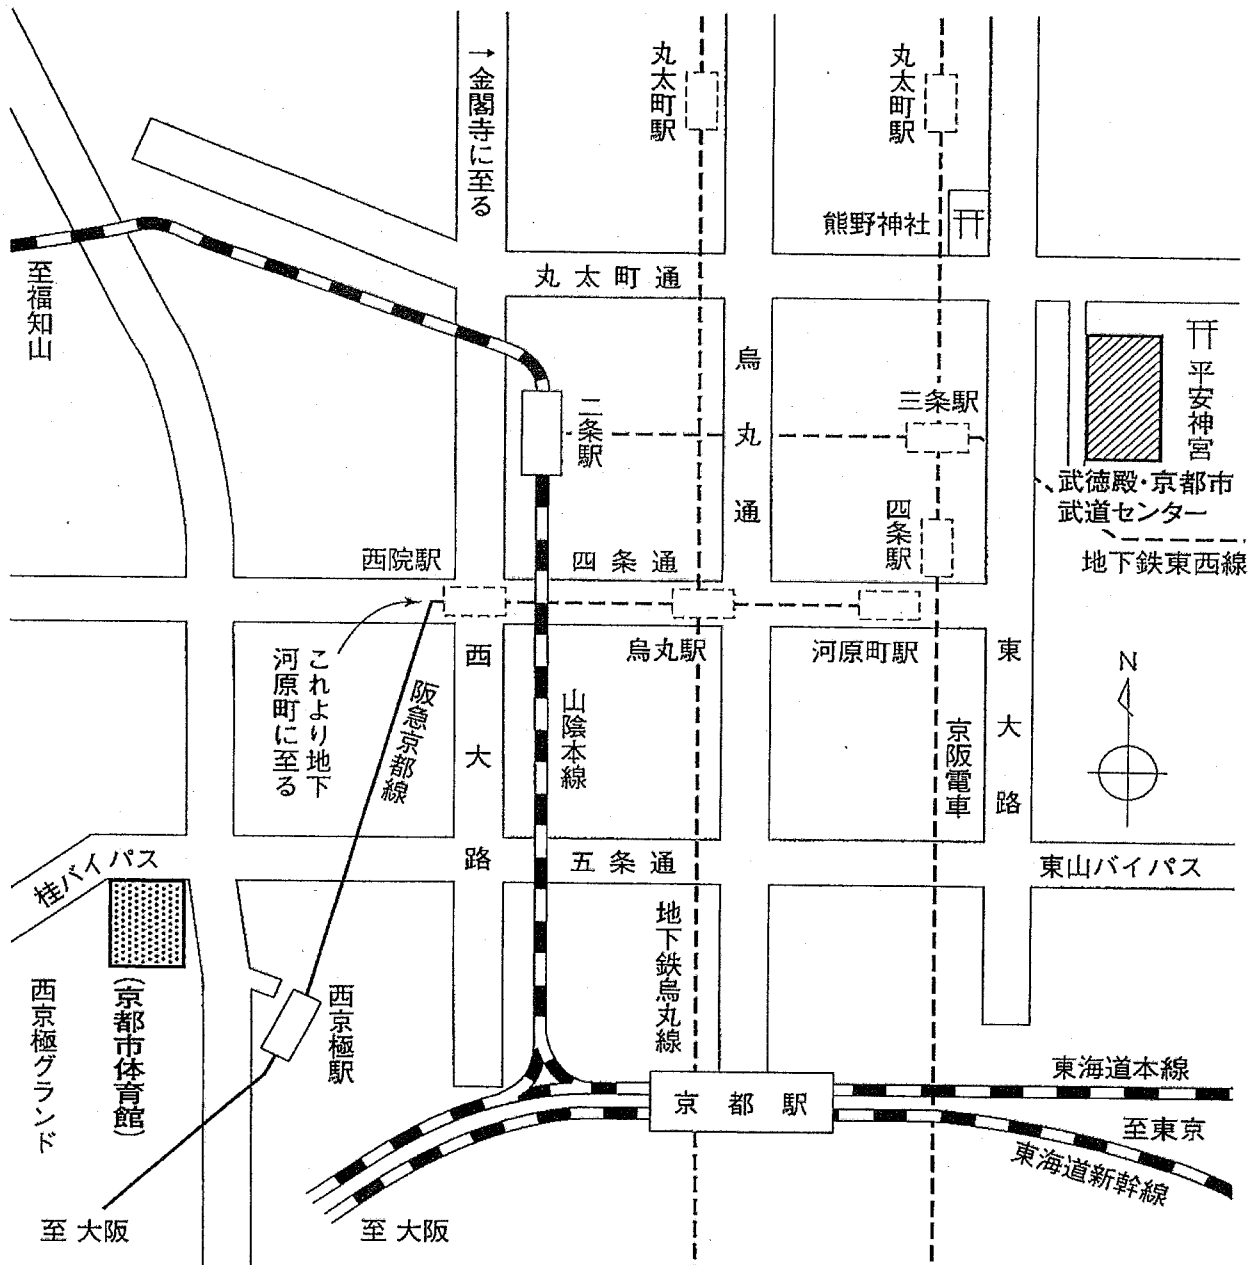 →金閣寺に至る
丸太町駅
丸太町駅
熊野神社
丸太町通
至福知山
烏丸通
二条駅
三条駅
平安神宮
武徳殿・京都市
武道センター
地下鉄東西線
四条駅
西院駅
四条通
烏丸駅
河原町駅
これより地下
河原町に至る
阪急京都線
西大路
山陰本線
京阪電車
東大路
N
桂バイパス
五条通
東山バイパス
地下鉄烏丸線
西京極グランド
(京都市体育館)
西京極駅
京都駅
東海道本線
至東京
東海道新幹線
至大阪
至大阪